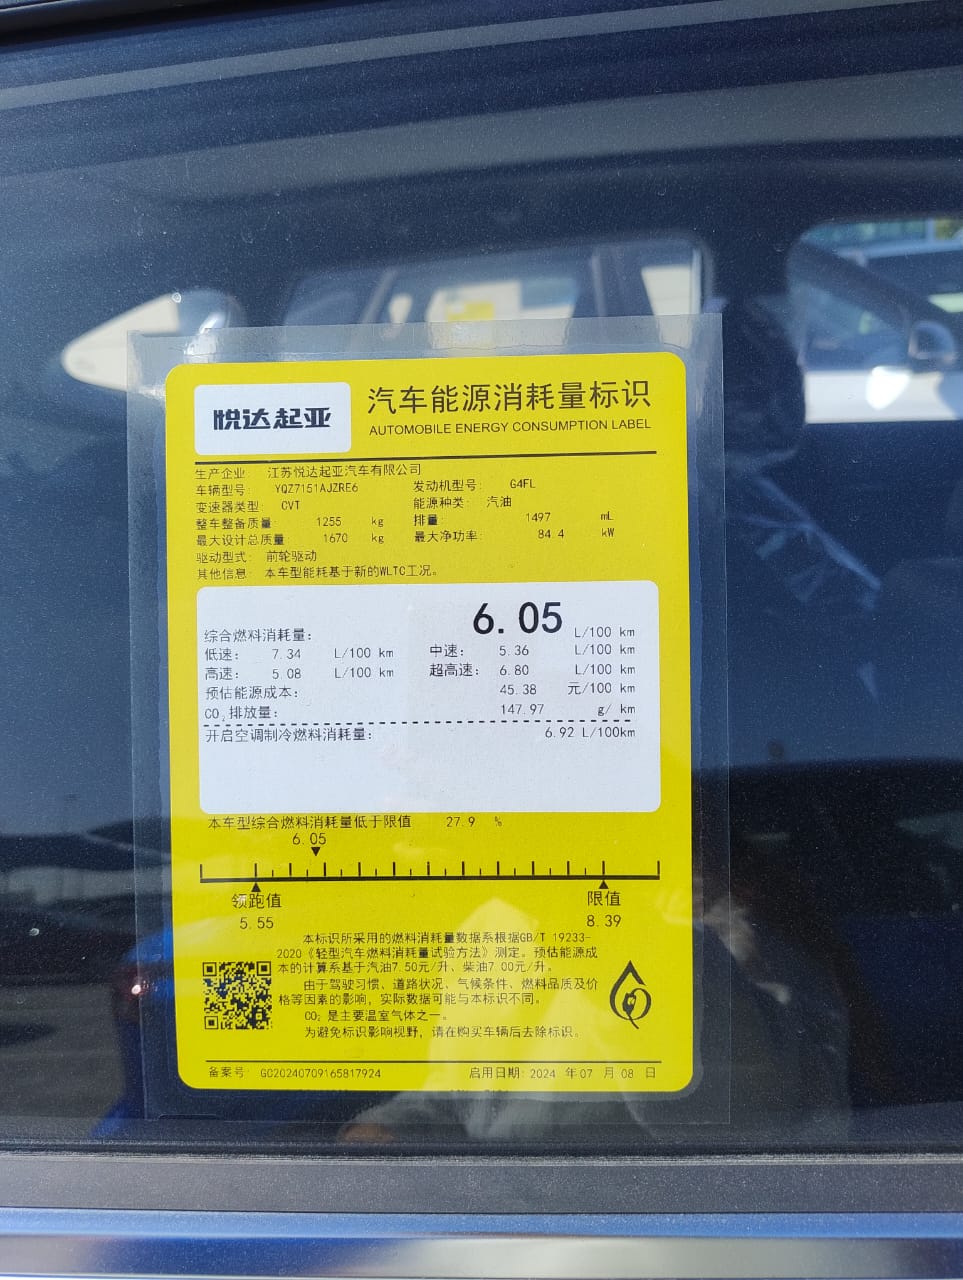 悦达起亚
汽车能源消耗量标识
AUTOMOBILE ENERGY CONSUMPTION LABEL
生产企业 江苏悦达起亚汽车有限公司
车辆型号: YQZ7151AJZRE6 发动机型号: G4FL
变速器类型: CVT 能源种类: 汽油
整车整备质量: 1255 kg 排量: 1497 mL
最大设计总质量: 1670 kg 最大净功率: 84.4 kW
驱动型式: 前轮驱动
其他信息: 本车型能耗基于新的WLTC工况。
综合燃料消耗量: 6.05 L/100 km
低速: 7.34 L/100 km 中速: 5.36 L/100 km
高速: 5.08 L/100 km 超高速: 6.80 L/100 km
预估能源成本: 45.38 元/100 km
CO₂排放量: 147.97 g/ km
开启空调制冷燃料消耗量: 6.92 L/100km
本车型综合燃料消耗量低于限值 27.9 %
6.05
领跑值 限值
5.55 8.39
本标识所采用的燃料消耗量数据系根据GB/T 19233-
2020《轻型汽车燃料消耗量试验方法》测定。预估能源成
本的计算系基于汽油7.50元/升、柴油7.00元/升。
由于驾驶习惯、道路状况、气候条件、燃料品质及价
格等因素的影响，实际数据可能与本标识不同。
CO₂ 是主要温室气体之一。
为避免标识影响视野，请在购买车辆后去除标识。
备案号: GC20240709165817924 启用日期: 2024 年 07 月 08 日